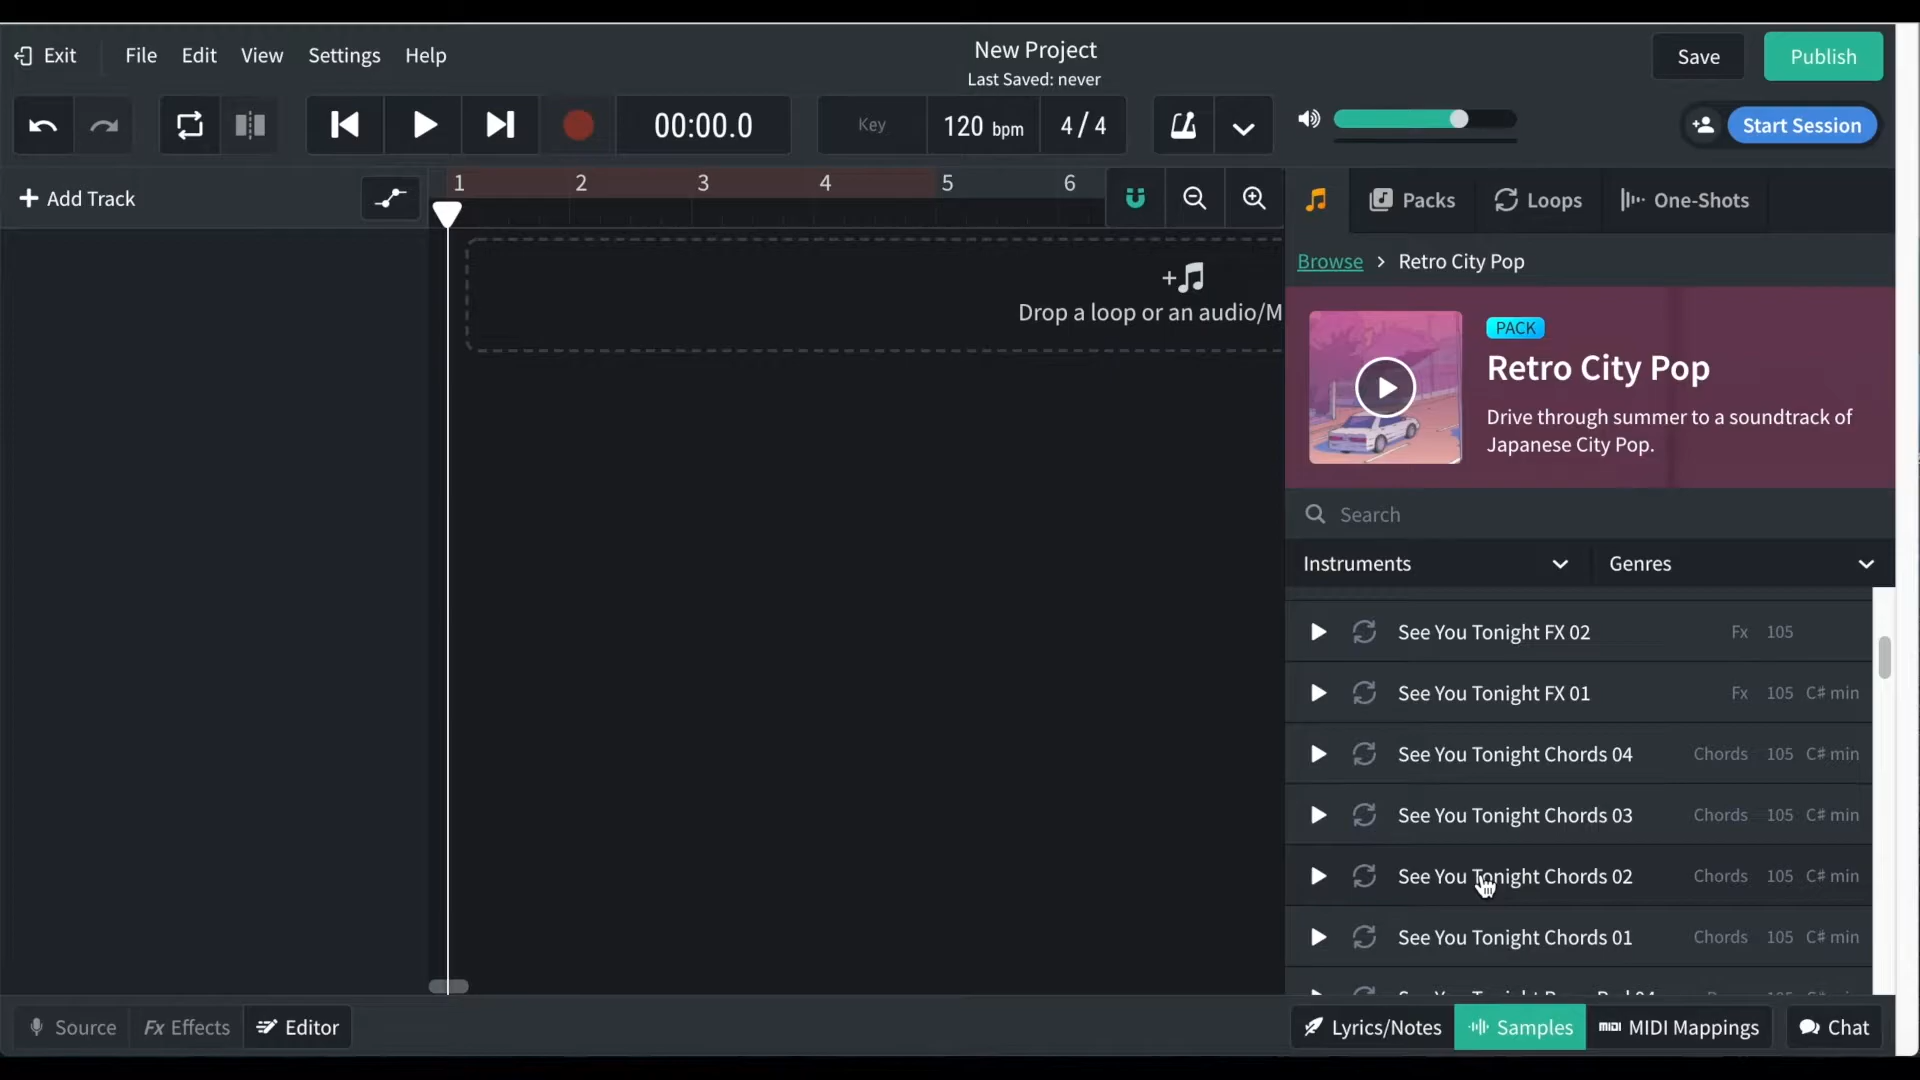 Exit File Edit View Settings Help
New Project
Last Saved: never
Save
Publish
00:00.0
Key
120 bpm
4 / 4
Start Session
+ Add Track
1 2 3 4 5 6
Drop a loop or an audio/M
Packs
Loops
One-Shots
Browse > Retro City Pop
PACK
Retro City Pop
Drive through summer to a soundtrack of
Japanese City Pop.
Search
Instruments
Genres
See You Tonight FX 02 Fx 105
See You Tonight FX 01 Fx 105 C# min
See You Tonight Chords 04 Chords 105 C# min
See You Tonight Chords 03 Chords 105 C# min
See You Tonight Chords 02 Chords 105 C# min
See You Tonight Chords 01 Chords 105 C# min
Source
Fx Effects
Editor
Lyrics/Notes
Samples
MIDI MIDI Mappings
Chat